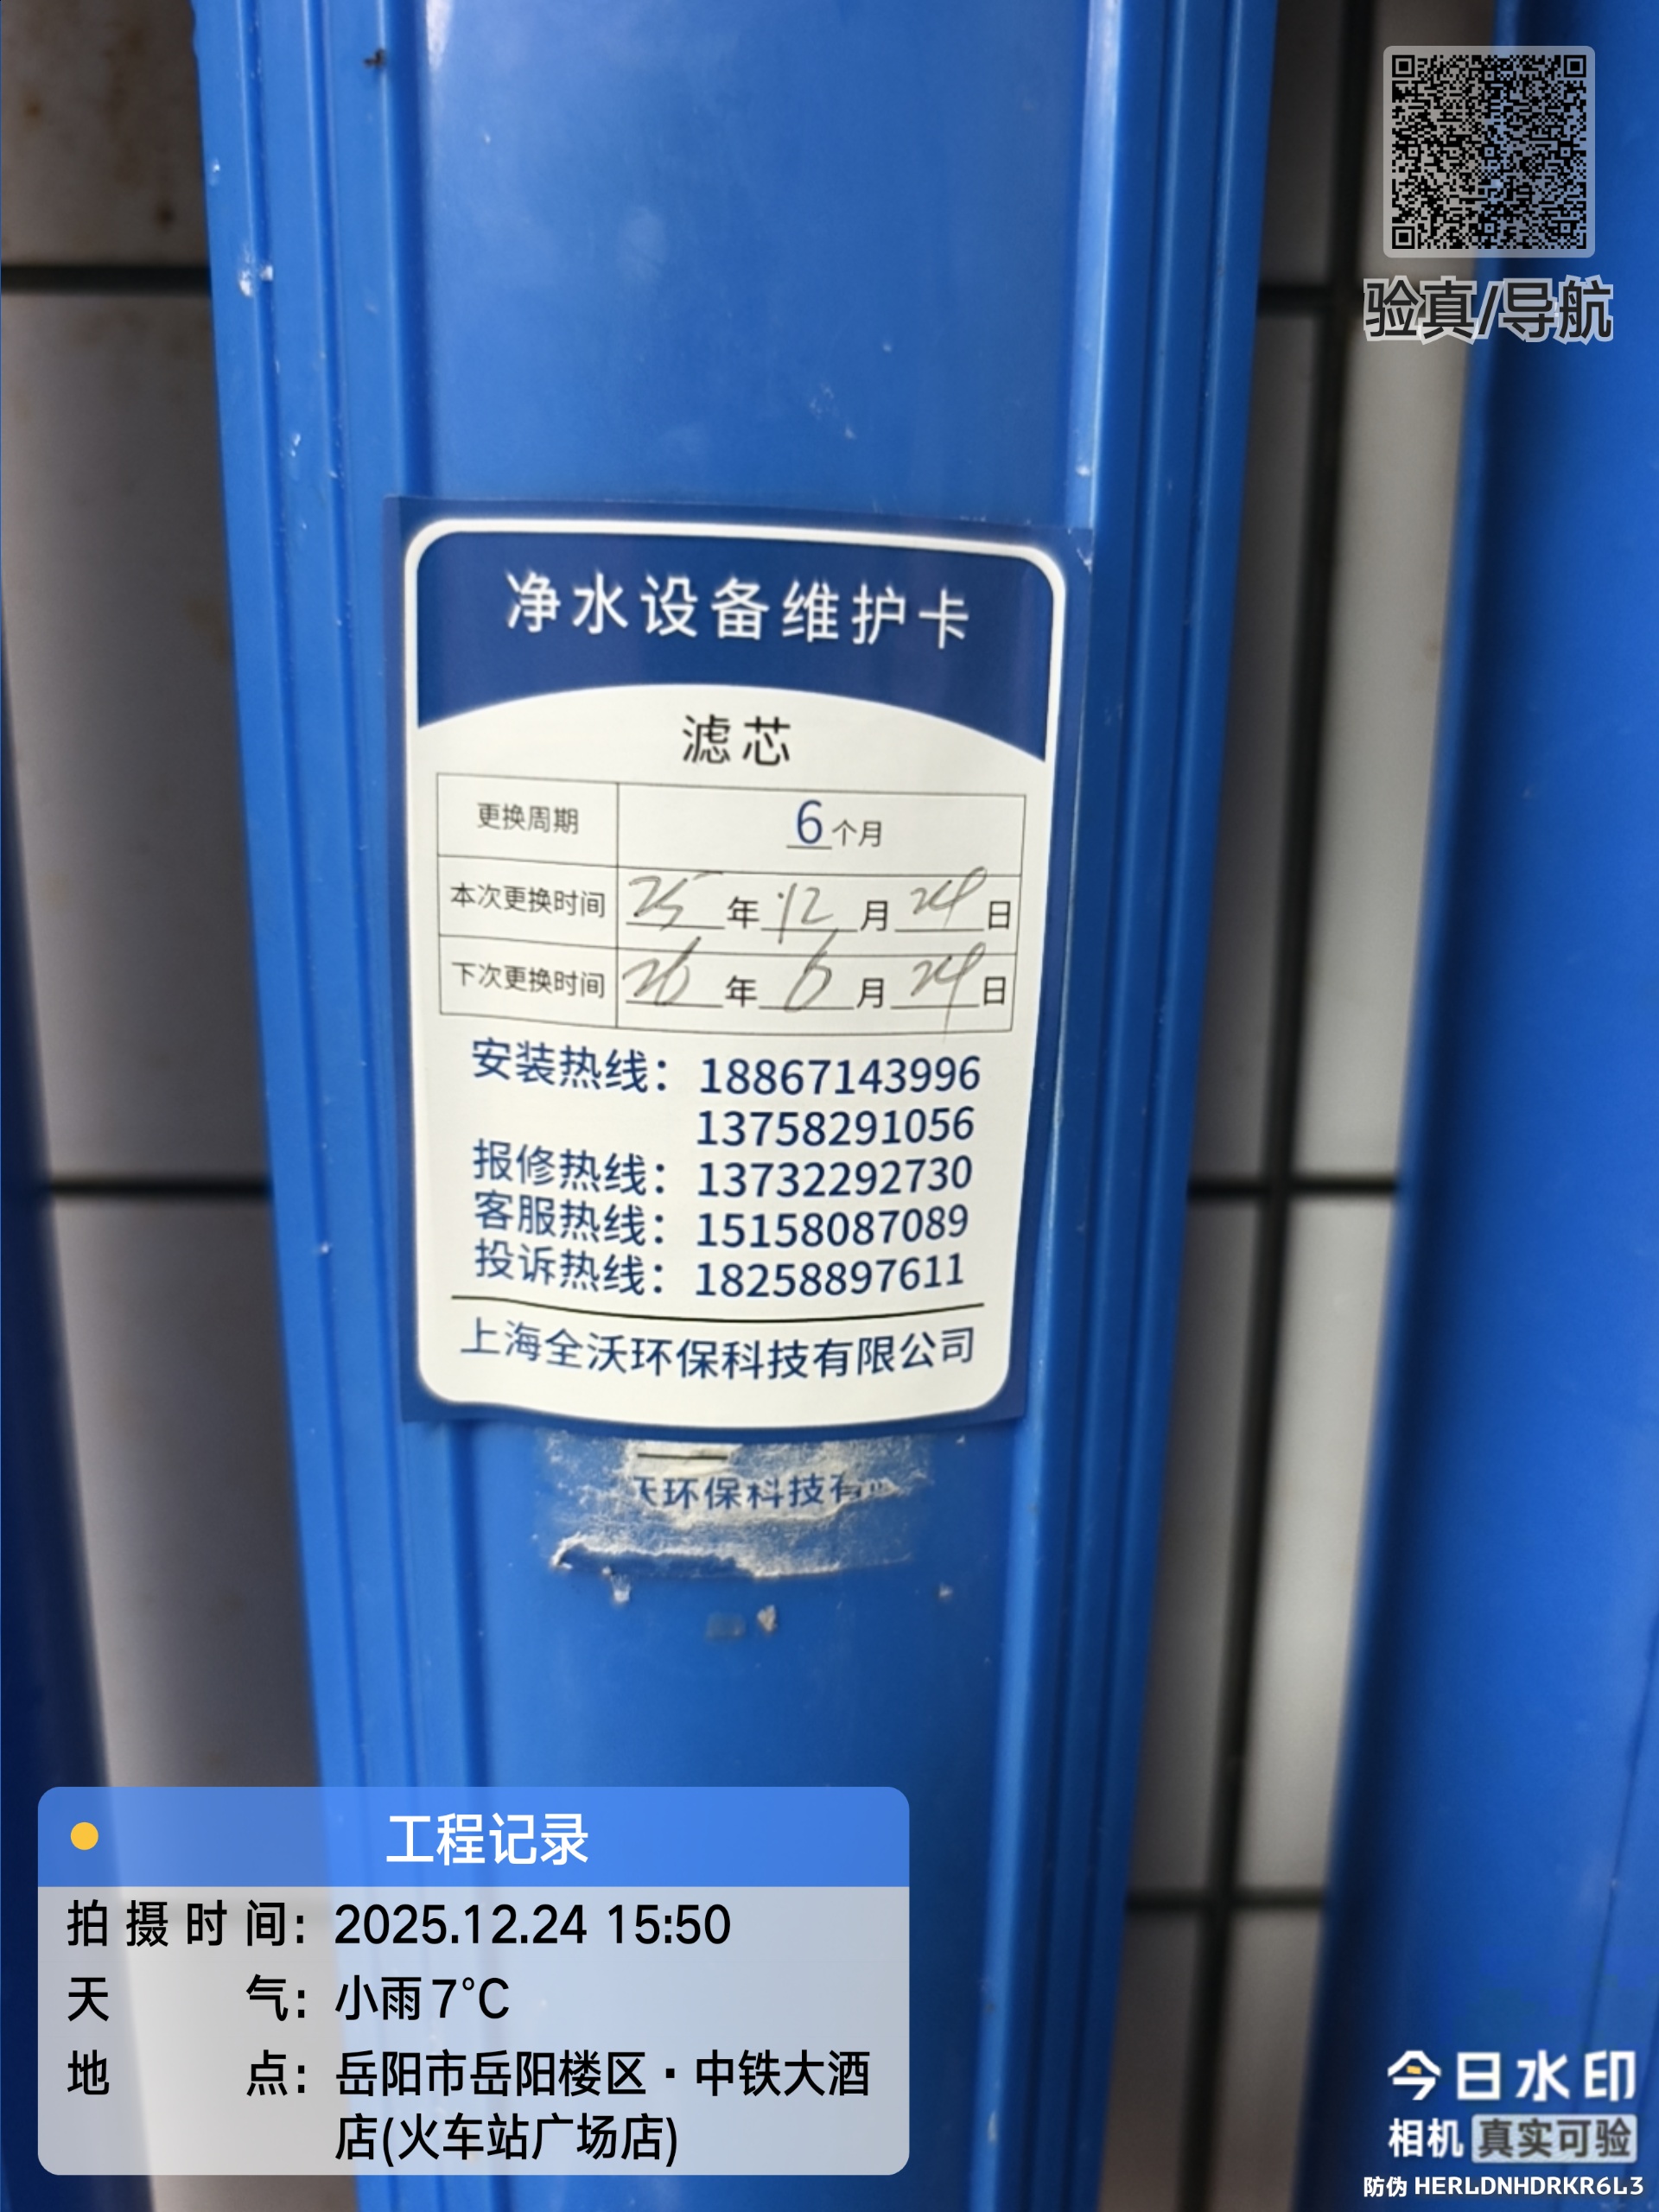 验真/导航
净水设备维护卡
滤芯
更换周期 6个月
本次更换时间 25年12月24日
下次更换时间 26年6月24日
安装热线：18867143996
13758291056
报修热线：13732292730
客服热线：15158087089
投诉热线：18258897611
上海全沃环保科技有限公司
环保科技有
工程记录
拍摄时间：2025.12.24 15:50
天气：小雨7℃
地点：岳阳市岳阳楼区·中铁大酒
店(火车站广场店)
今日水印
相机 真实可验
防伪 HERLDNHDRKR6L3